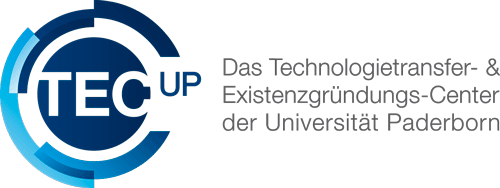 TEC UP
Das Technologietransfer- &
Existenzgründungs-Center
der Universität Paderborn